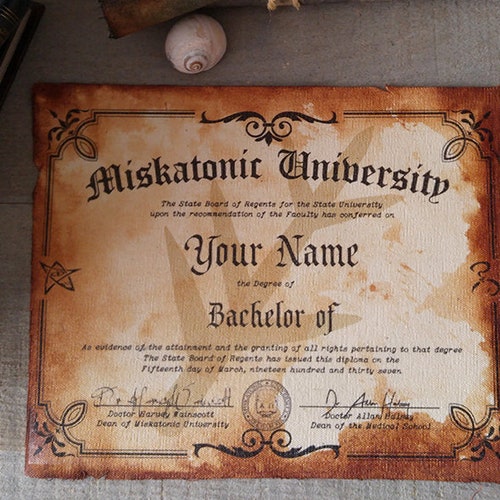 Miskatonic University
The State Board of Regents for the State University
upon the recommendation of the Faculty has conferred on
Your Name
the Degree of
Bachelor of
As evidence of the attainment and the granting of all rights pertaining to that degree
The State Board of Regents has issued this diploma on the
Fifteenth day of March, nineteen hundred and thirty seven
Doctor Harvey Wainscott
Dean of Miskatonic University
Dr Allan Halsey
Doctor Allan Halsey
Dean of the Medical School